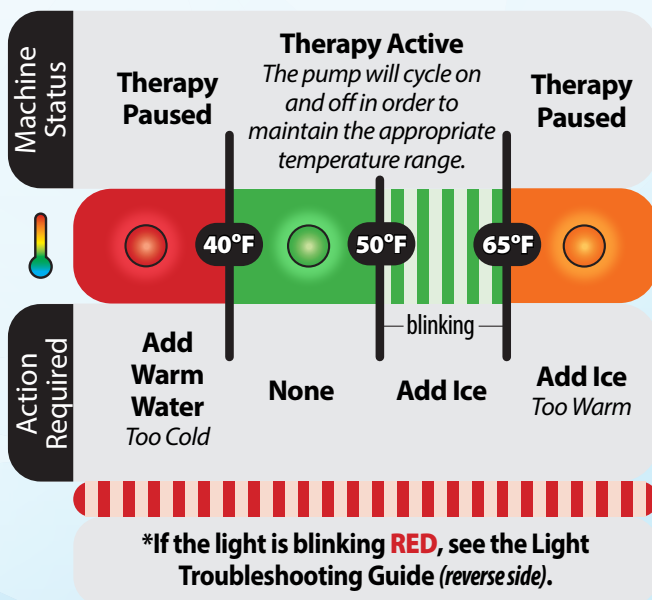 Machine
Status
Therapy
Paused
Therapy Active
The pump will cycle on
and off in order to
maintain the appropriate
temperature range.
Therapy
Paused
40°F
50°F
65°F
blinking
Action
Required
Add
Warm
Water
Too Cold
None
Add Ice
Add Ice
Too Warm
*If the light is blinking RED, see the Light
Troubleshooting Guide (reverse side).